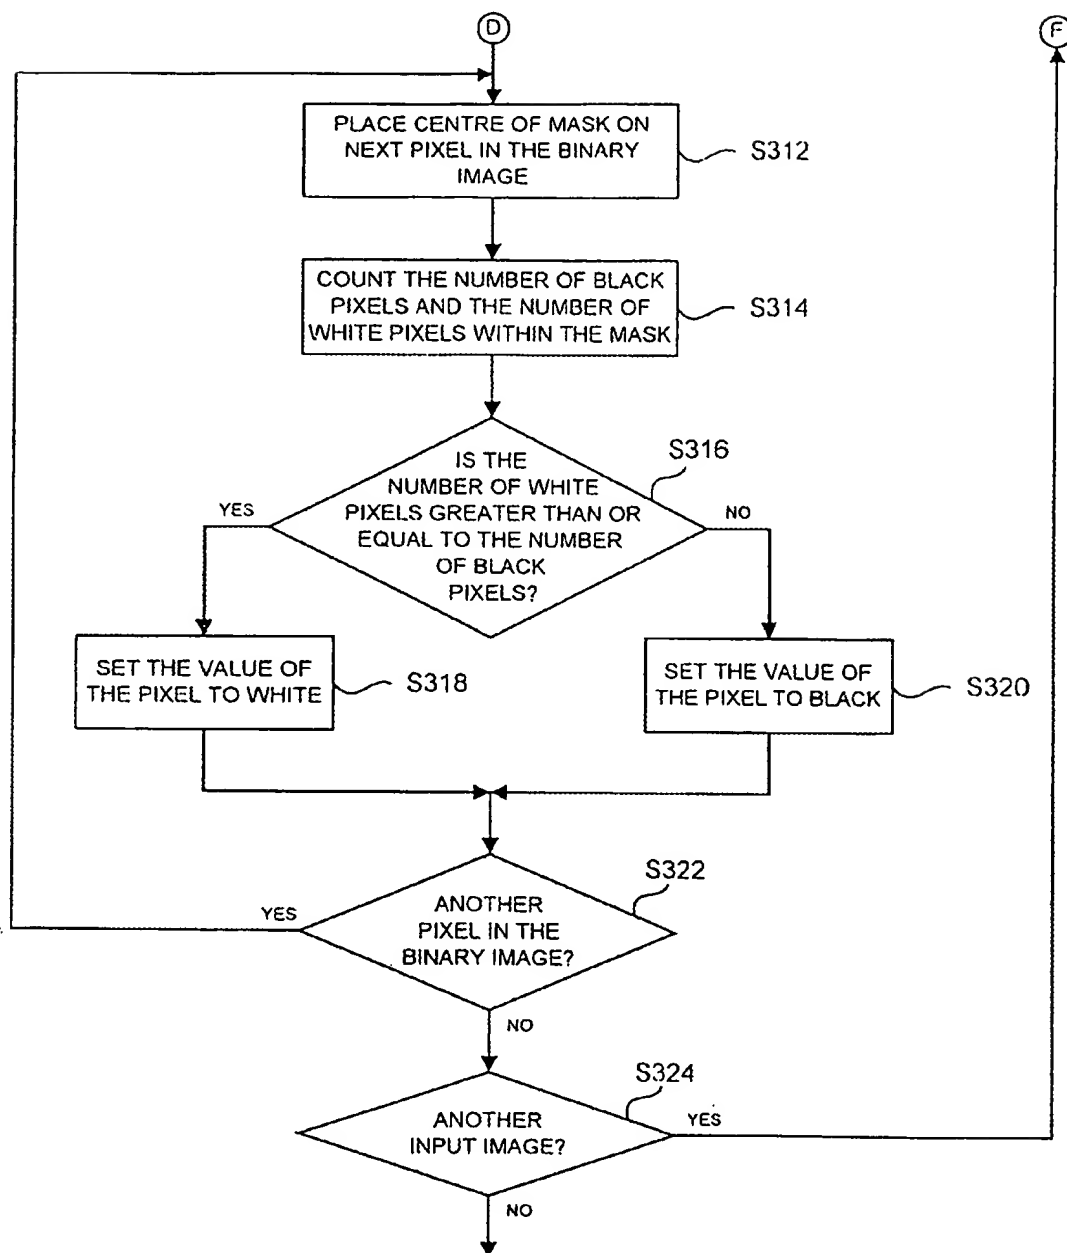 D
F
PLACE CENTRE OF MASK ON
NEXT PIXEL IN THE BINARY
IMAGE
S312
COUNT THE NUMBER OF BLACK
PIXELS AND THE NUMBER OF
WHITE PIXELS WITHIN THE MASK
S314
S316
IS THE
NUMBER OF WHITE
PIXELS GREATER THAN OR
EQUAL TO THE NUMBER
OF BLACK
PIXELS?
YES
NO
SET THE VALUE OF
THE PIXEL TO WHITE
S318
SET THE VALUE OF
THE PIXEL TO BLACK
S320
S322
ANOTHER
PIXEL IN THE
BINARY IMAGE?
YES
NO
S324
ANOTHER
INPUT IMAGE?
YES
NO